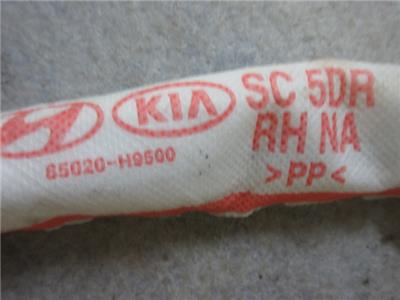 KIA SC 5DR
RH NA
85020-H9500
>PP<